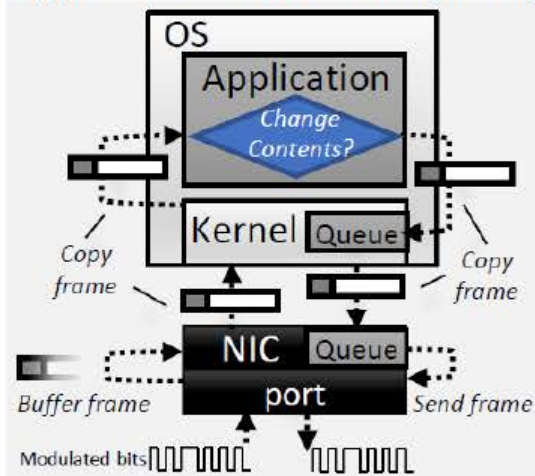 OS
Application
Change
Contents?
Kernel
Queue
Copy
frame
Copy
frame
NIC
Queue
port
Buffer frame
Send frame
Modulated bits